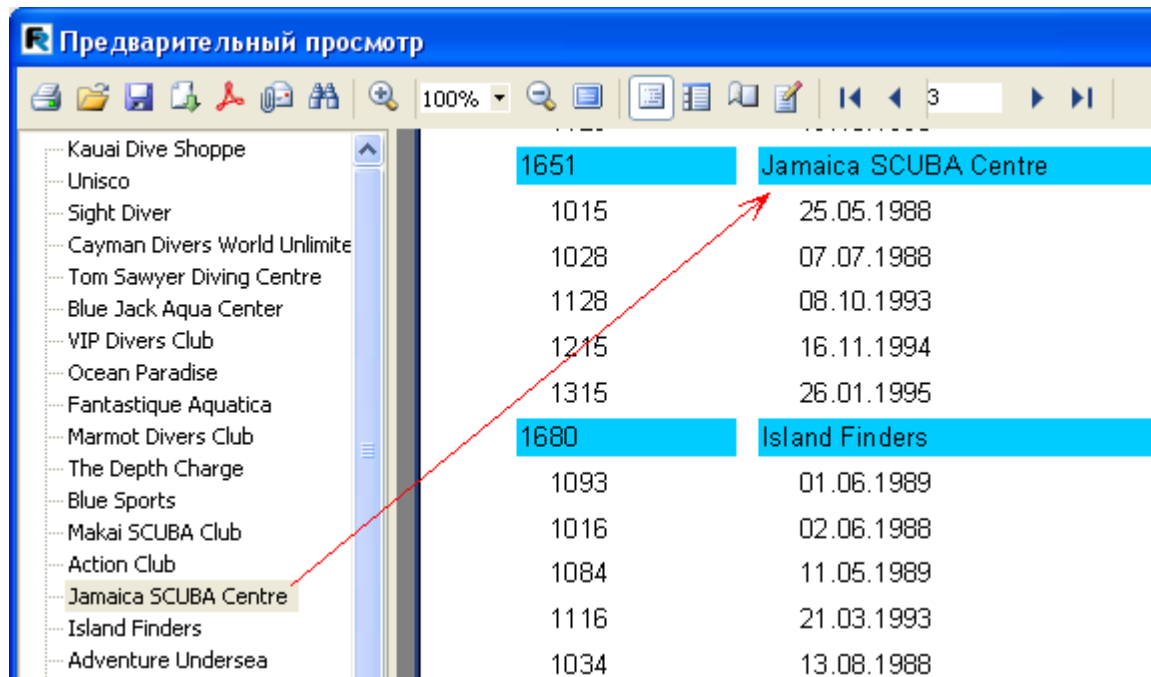 Предварительный просмотр
100% 3
Kauai Dive Shoppe
Unisco
Sight Diver
Cayman Divers World Unlimite
Tom Sawyer Diving Centre
Blue Jack Aqua Center
VIP Divers Club
Ocean Paradise
Fantastique Aquatica
Marmot Divers Club
The Depth Charge
Blue Sports
Makai SCUBA Club
Action Club
Jamaica SCUBA Centre
Island Finders
Adventure Undersea
1651 Jamaica SCUBA Centre
1015 25.05.1988
1028 07.07.1988
1128 08.10.1993
1215 16.11.1994
1315 26.01.1995
1680 Island Finders
1093 01.06.1989
1016 02.06.1988
1084 11.05.1989
1116 21.03.1993
1034 13.08.1988